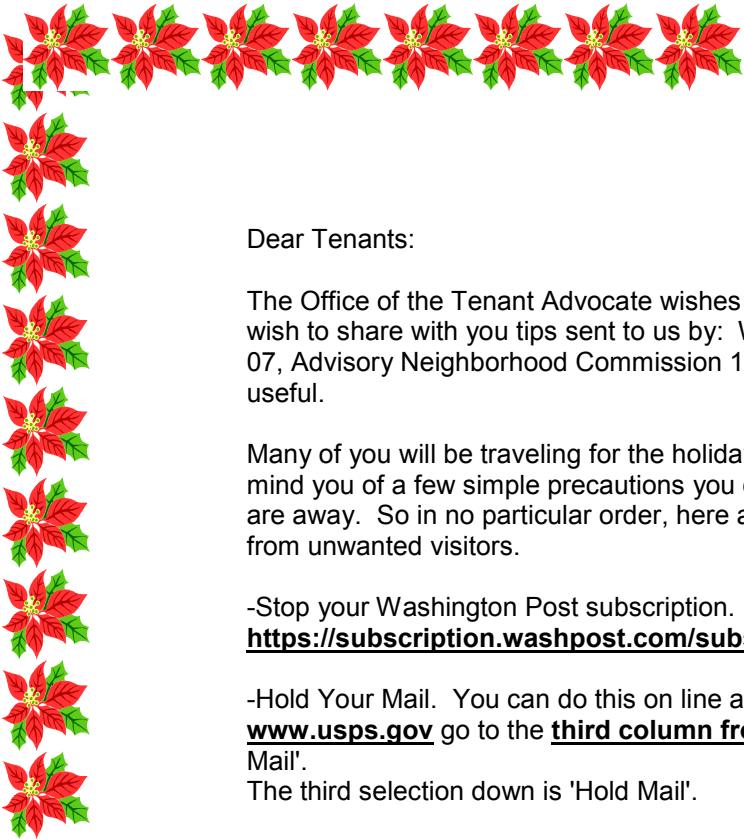 Dear Tenants:
The Office of the Tenant Advocate wishes
wish to share with you tips sent to us by:
07, Advisory Neighborhood Commission 1
useful.
Many of you will be traveling for the holida
mind you of a few simple precautions you
are away.  So in no particular order, here a
from unwanted visitors.
-Stop your Washington Post subscription.
https://subscription.washpost.com/sub
-Hold Your Mail.  You can do this on line a
www.usps.gov go to the third column fr
Mail'.
The third selection down is 'Hold Mail'.